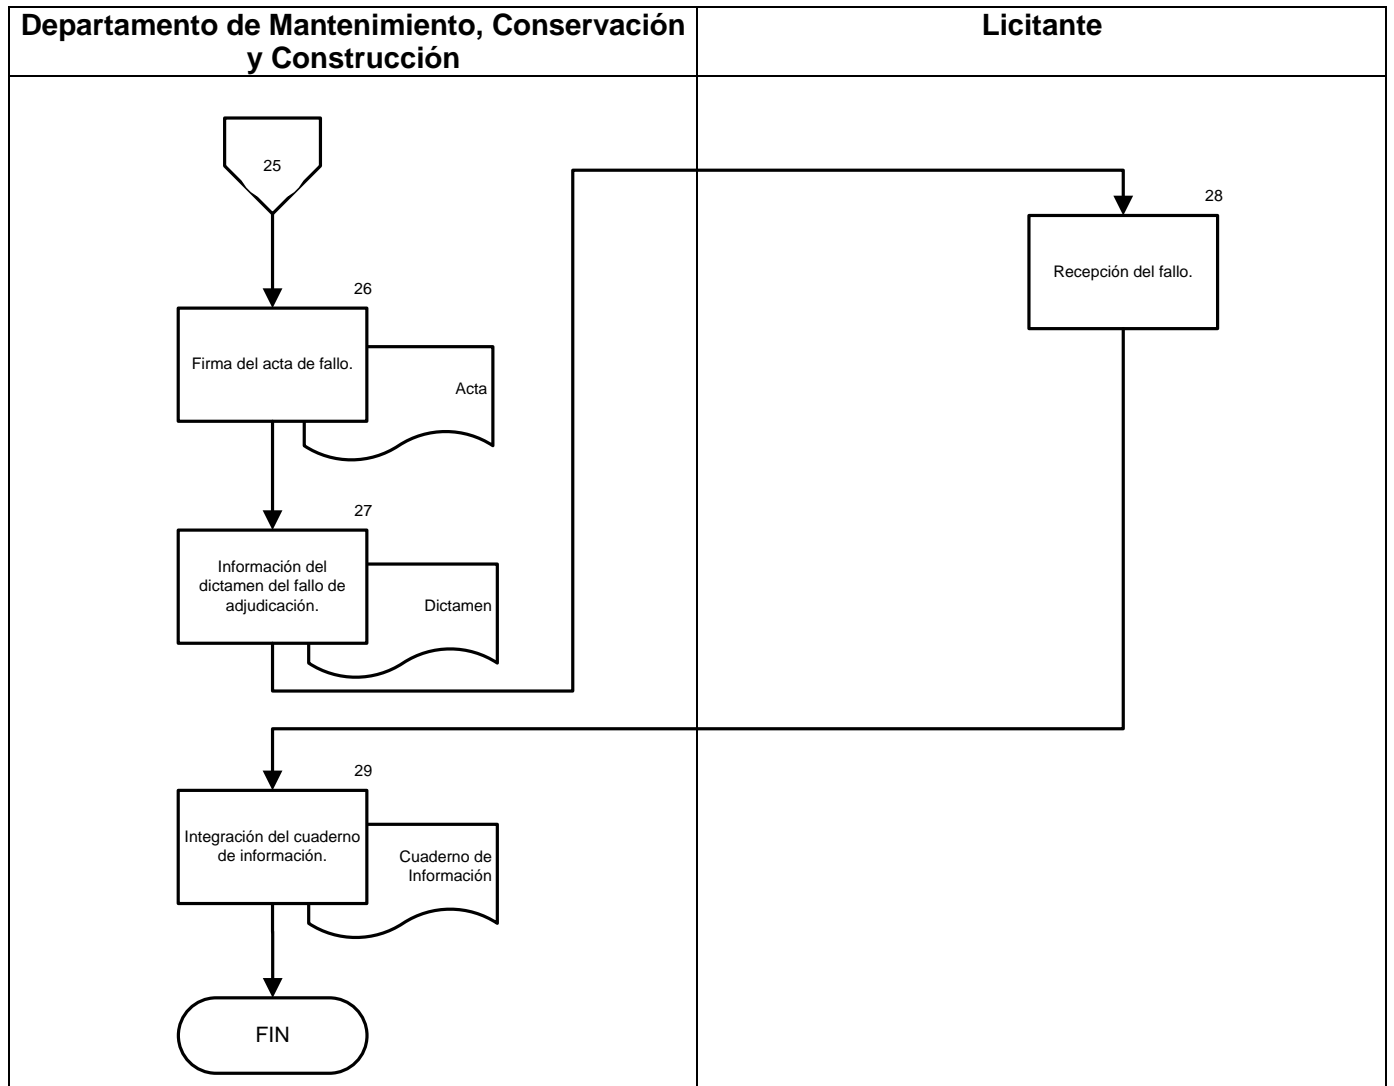 Departamento de Mantenimiento, Conservación
y Construcción
Licitante
25
28
Recepción del fallo.
26
Firma del acta de fallo.
Acta
27
Información del
dictamen del fallo de
adjudicación.
Dictamen
29
Integración del cuaderno
de información.
Cuaderno de
Información
FIN